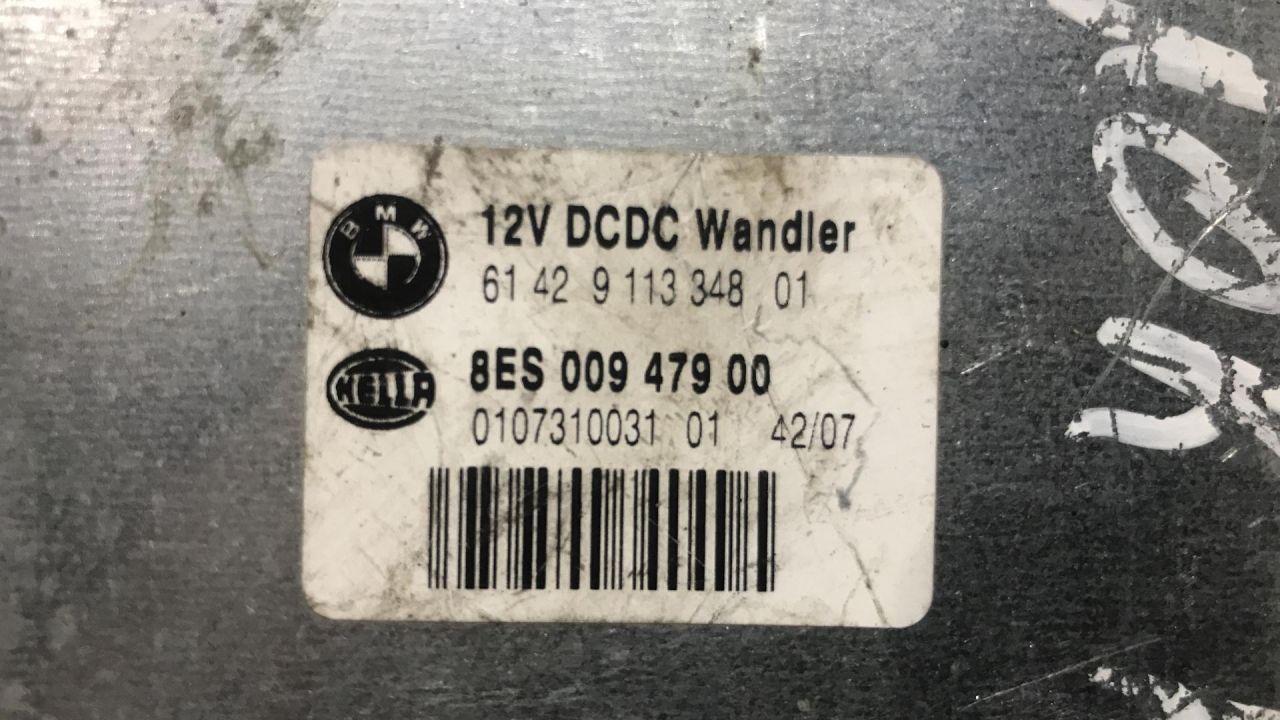 BMW
12V DCDC Wandler
61 42 9 113 348 01
HELLA
8ES 009 479 00
0107310031 01 42/07